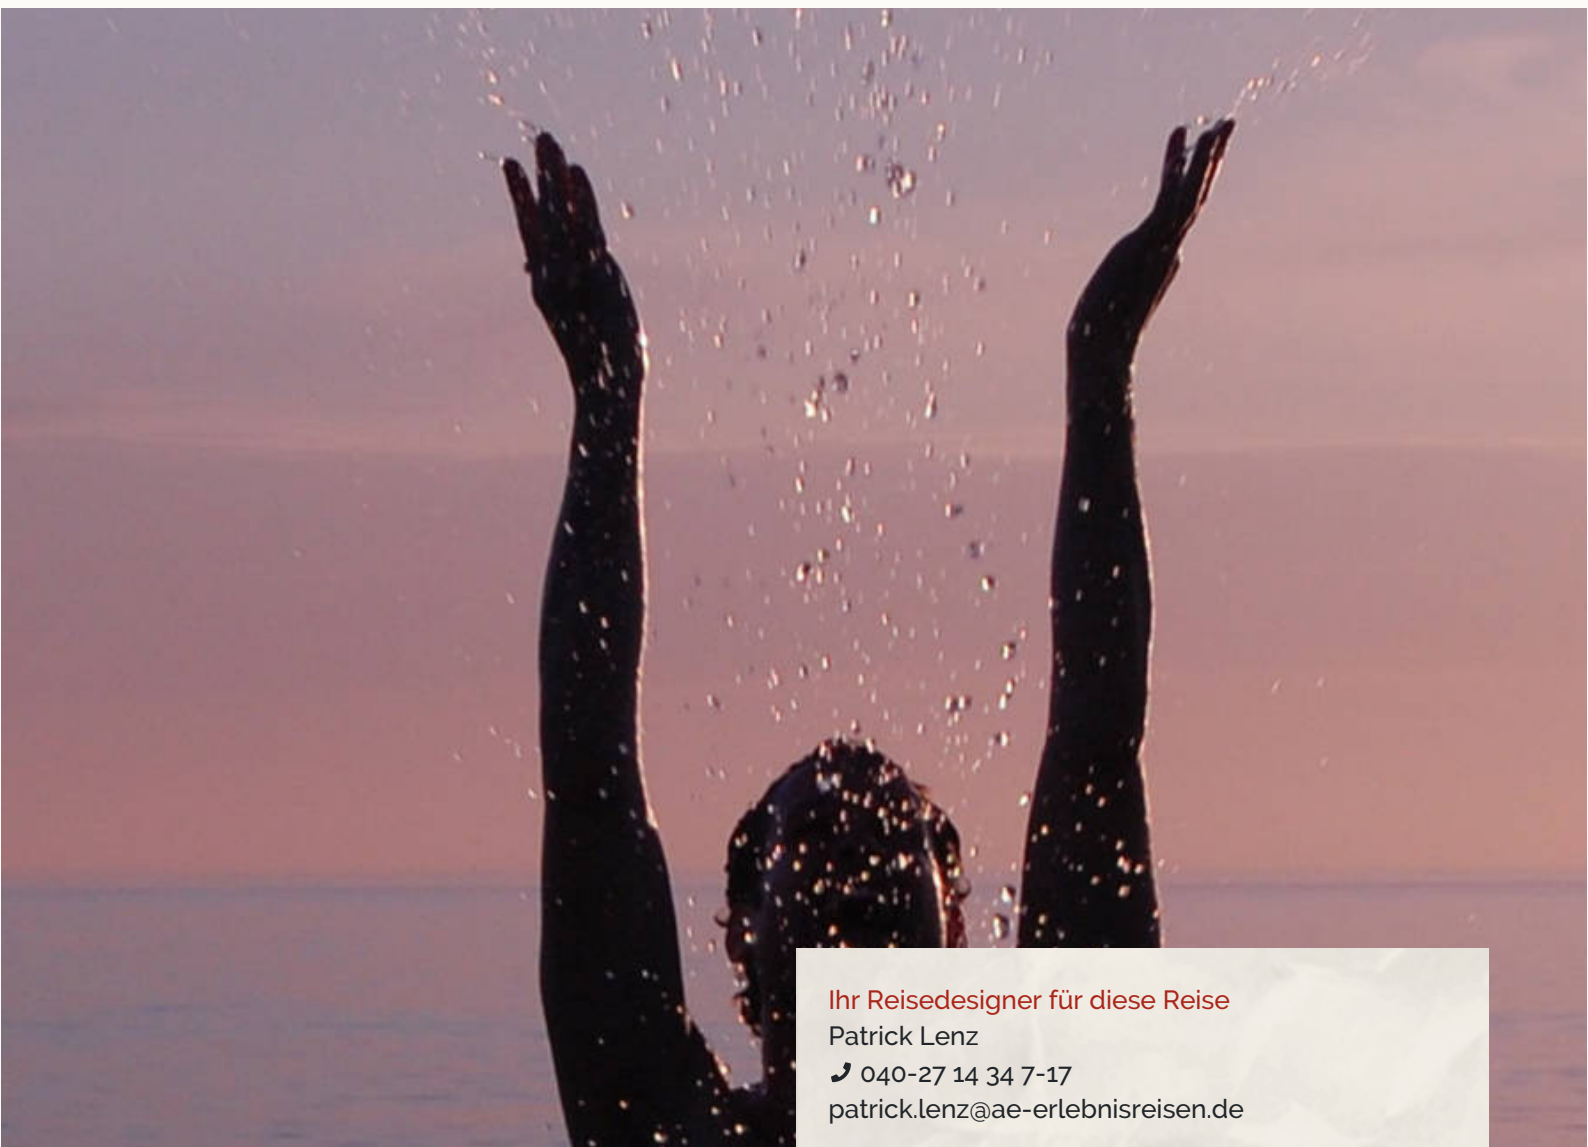 Ihr Reisedesigner für diese Reise
Patrick Lenz
040-27 14 34 7-17
patrick.lenz@ae-erlebnisreisen.de